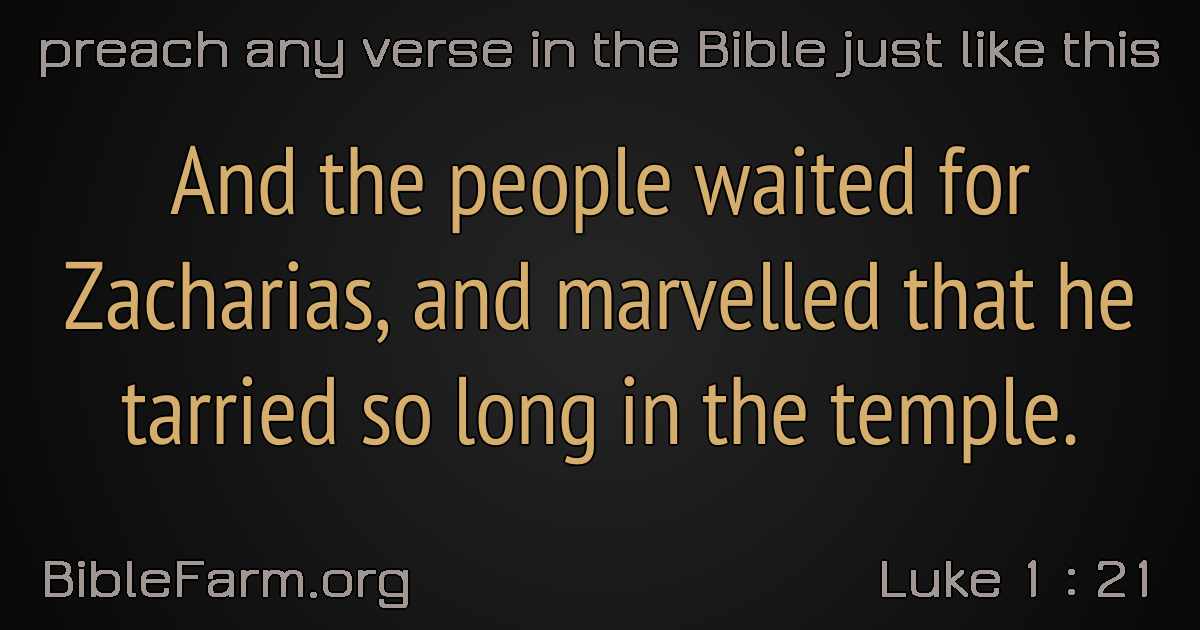 preach any verse in the Bible just like this
And the people waited for
Zacharias, and marvelled that he
tarried so long in the temple.
BibleFarm.org
Luke 1 : 21